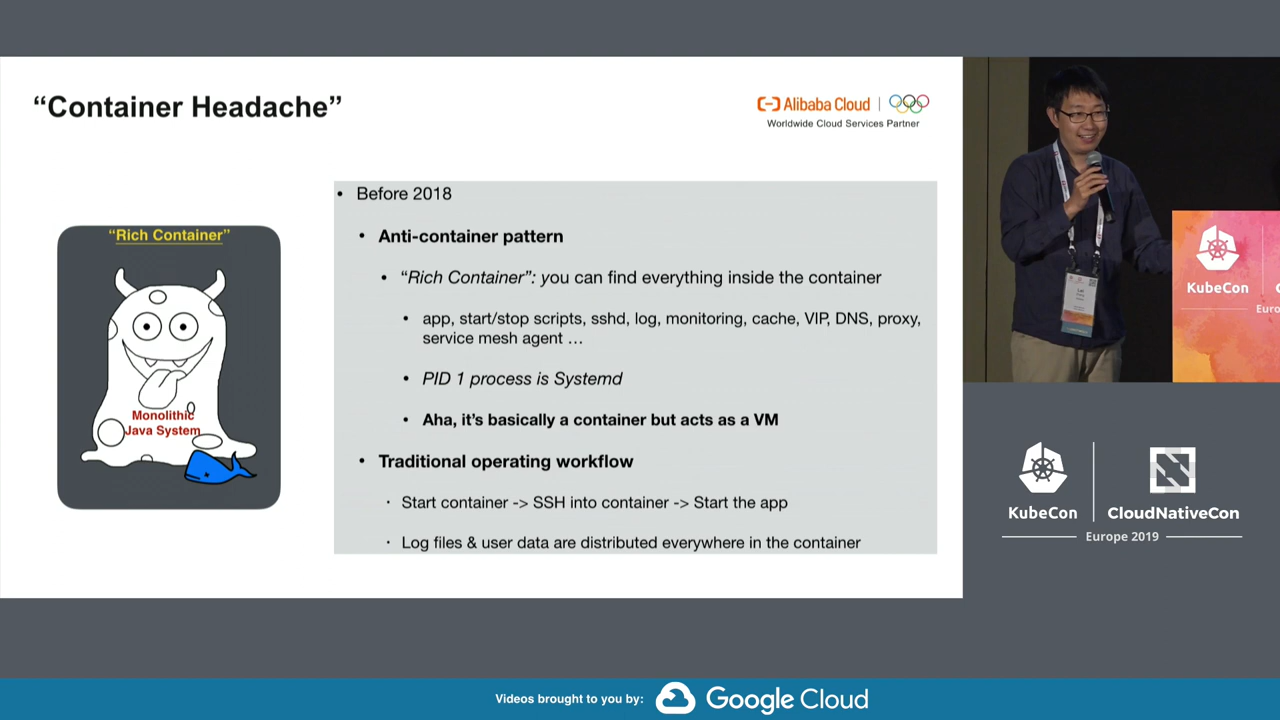 “Container Headache”
Alibaba Cloud
Worldwide Cloud Services Partner
“Rich Container”
Monolithic
Java System
• Before 2018
• Anti-container pattern
• “Rich Container”: you can find everything inside the container
• app, start/stop scripts, sshd, log, monitoring, cache, VIP, DNS, proxy,
service mesh agent …
• PID 1 process is Systemd
• Aha, it’s basically a container but acts as a VM
• Traditional operating workflow
• Start container -> SSH into container -> Start the app
• Log files & user data are distributed everywhere in the container
KubeCon
KubeCon
CloudNativeCon
Europe 2019
Videos brought to you by:
Google Cloud